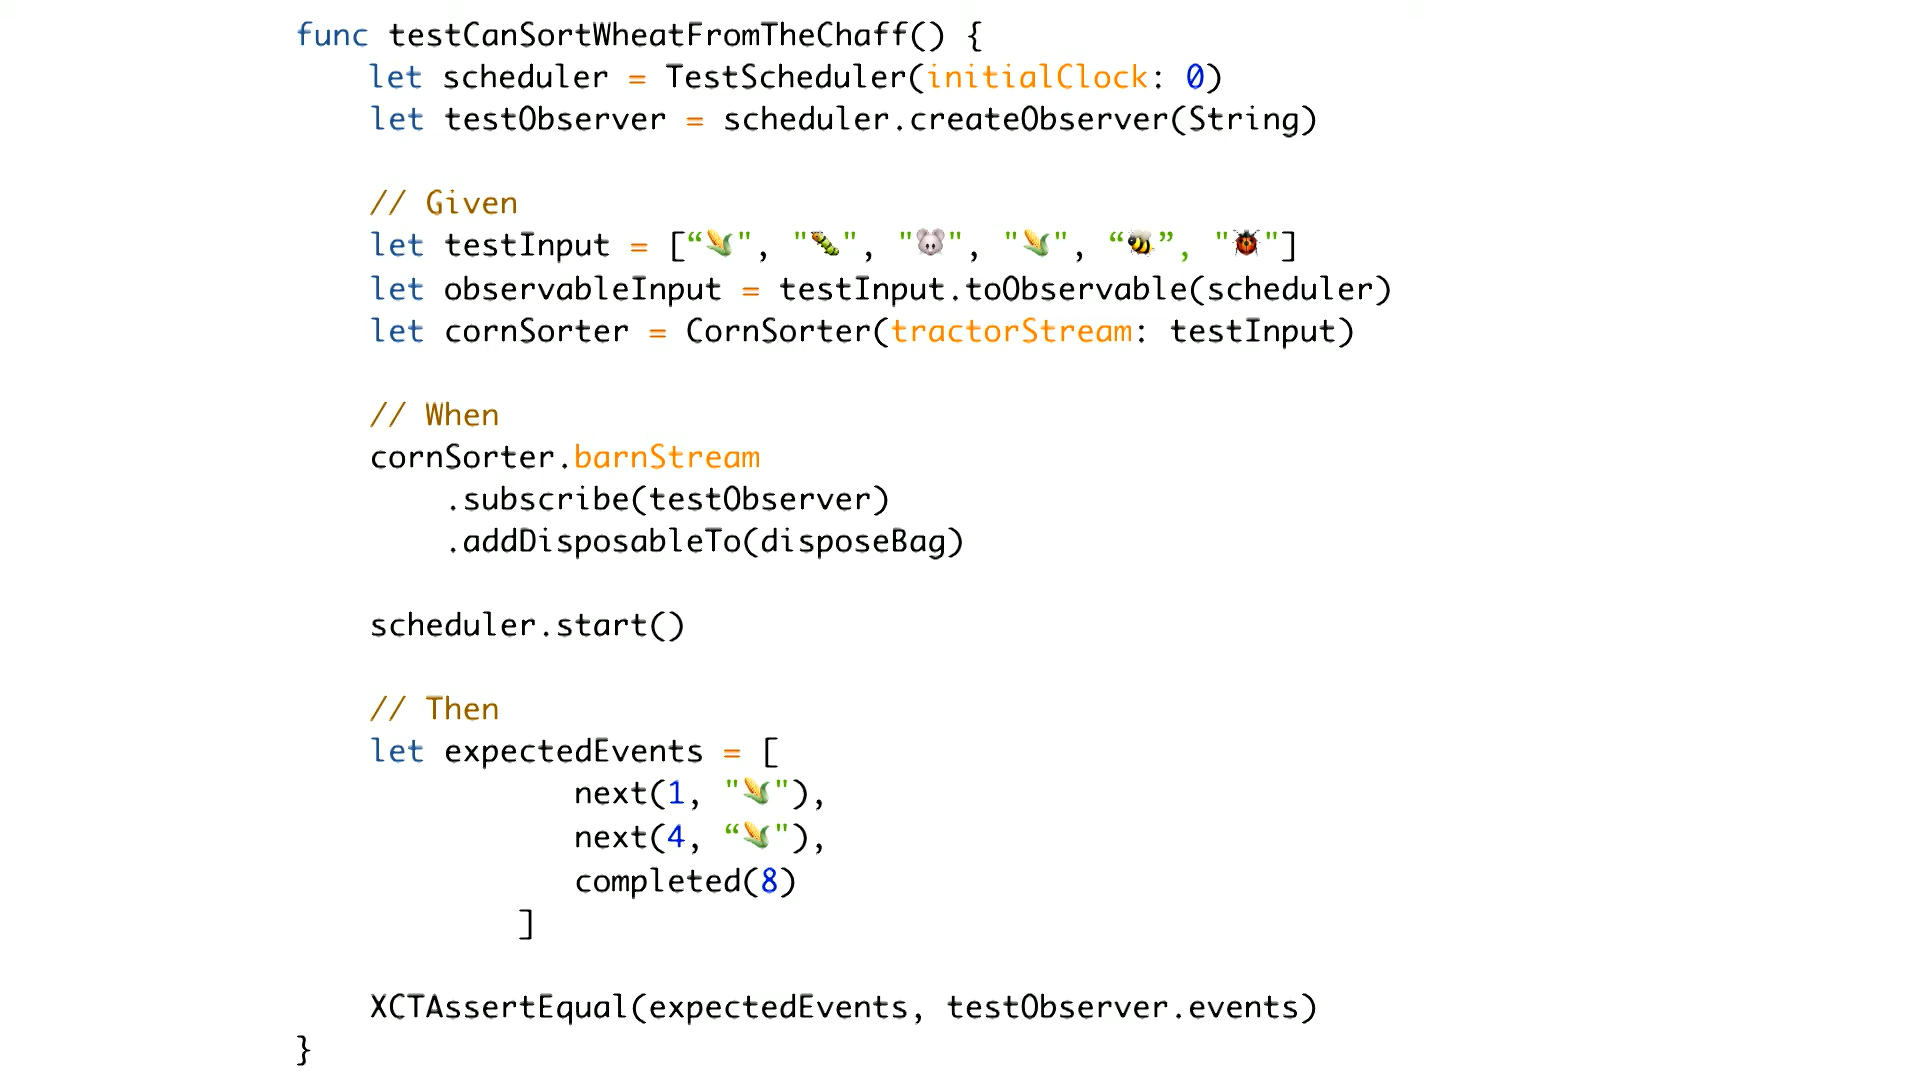 func testCanSortWheatFromTheChaff() {
let scheduler = TestScheduler(initialClock: 0)
let testObserver = scheduler.createObserver(String)
// Given
let testInput = [“🌽", "🐛", "🐭", "🌽", “🐝”, "🐞"]
let observableInput = testInput.toObservable(scheduler)
let cornSorter = CornSorter(tractorStream: testInput)
// When
cornSorter.barnStream
.subscribe(testObserver)
.addDisposableTo(disposeBag)
scheduler.start()
// Then
let expectedEvents = [
next(1, "🌽"),
next(4, “🌽"),
completed(8)
]
XCTAssertEqual(expectedEvents, testObserver.events)
}